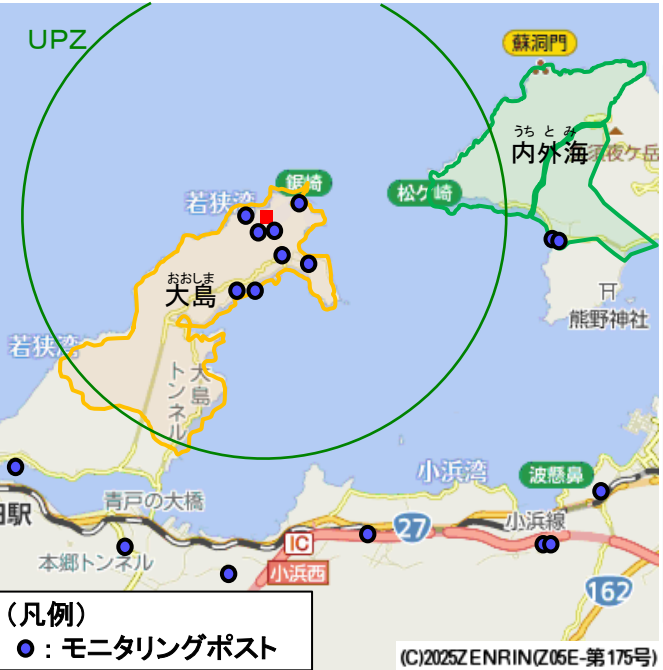 UPZ
蘇洞門
うちとみ
内外海
須夜ケ岳
鋸崎
松ケ崎
若狭湾
おおしま
大島
熊野神社
若狭湾
大島
トンネル
小浜湾
波懸鼻
青戸の大橋
田駅
27
小浜線
IC
本郷トンネル
小浜西
162
(凡例)
:モニタリングポスト
(C)2025ZENRIN(Z05E-第175号)